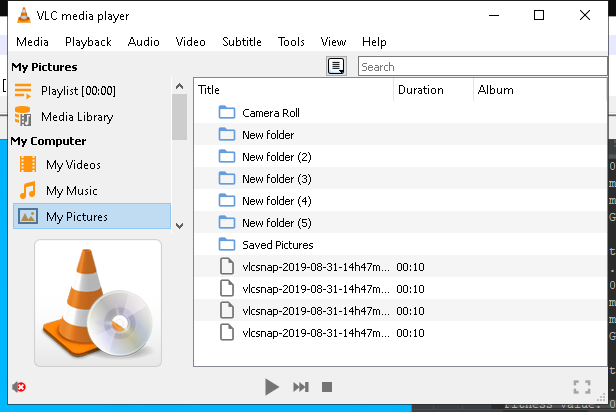 VLC media player
Media Playback Audio Video Subtitle Tools View Help
My Pictures
Search
Playlist [00:00]
Media Library
My Computer
My Videos
My Music
My Pictures
Title Duration Album
Camera Roll
New folder
New folder (2)
New folder (3)
New folder (4)
New folder (5)
Saved Pictures
vlcsnap-2019-08-31-14h47m... 00:10
vlcsnap-2019-08-31-14h47m... 00:10
vlcsnap-2019-08-31-14h47m... 00:10
vlcsnap-2019-08-31-14h47m... 00:10